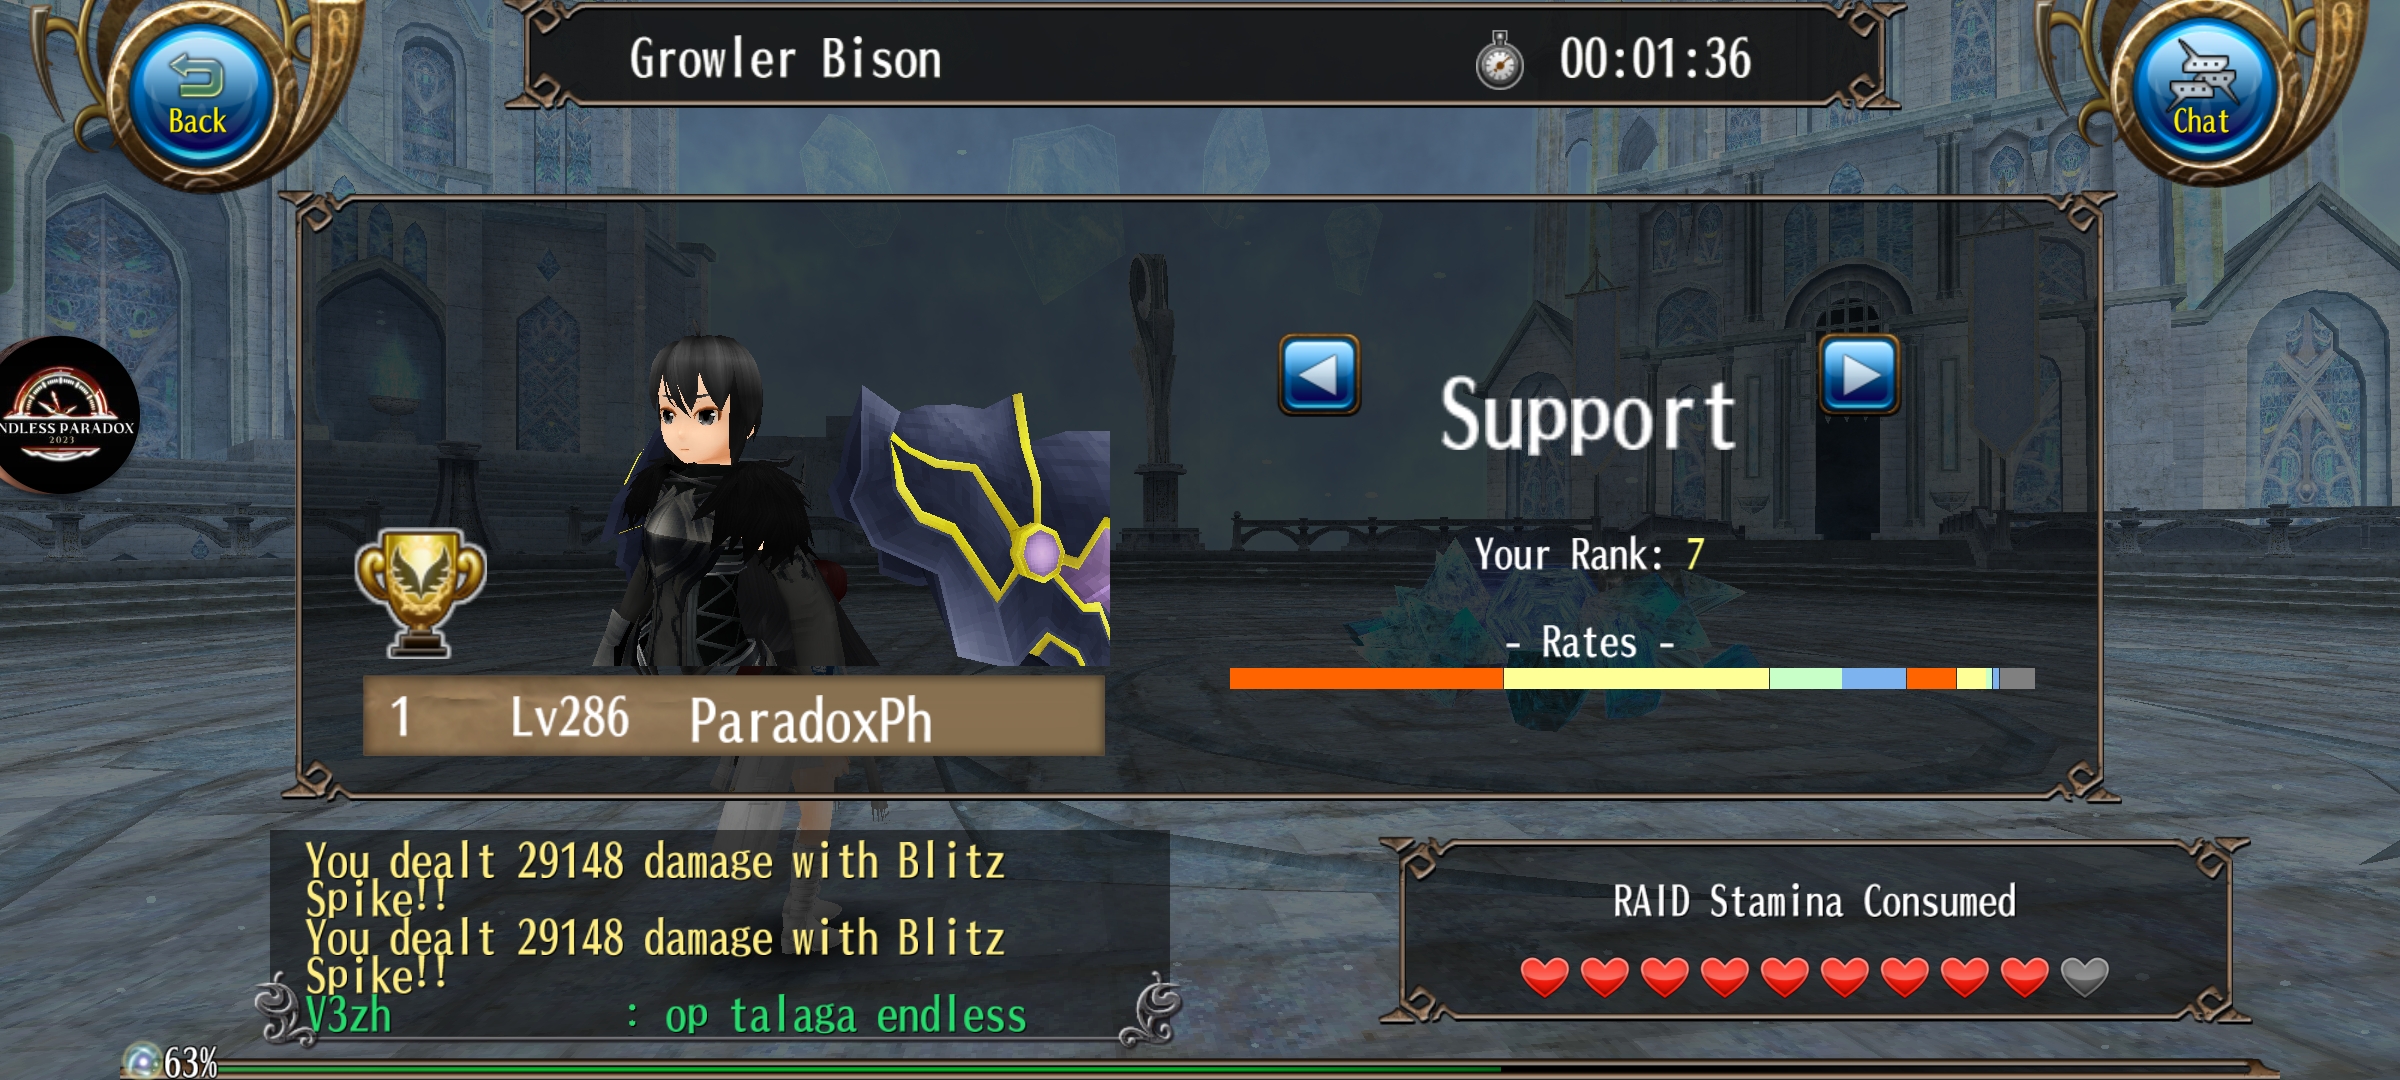 Back
Growler Bison
00:01:36
Chat
NDLESS PARADOX
2023
Support
Your Rank: 7
- Rates -
1 Lv286 ParadoxPh
You dealt 29148 damage with Blitz
Spike!!
You dealt 29148 damage with Blitz
Spike!!
V3zh : op talaga endless
RAID Stamina Consumed
63%